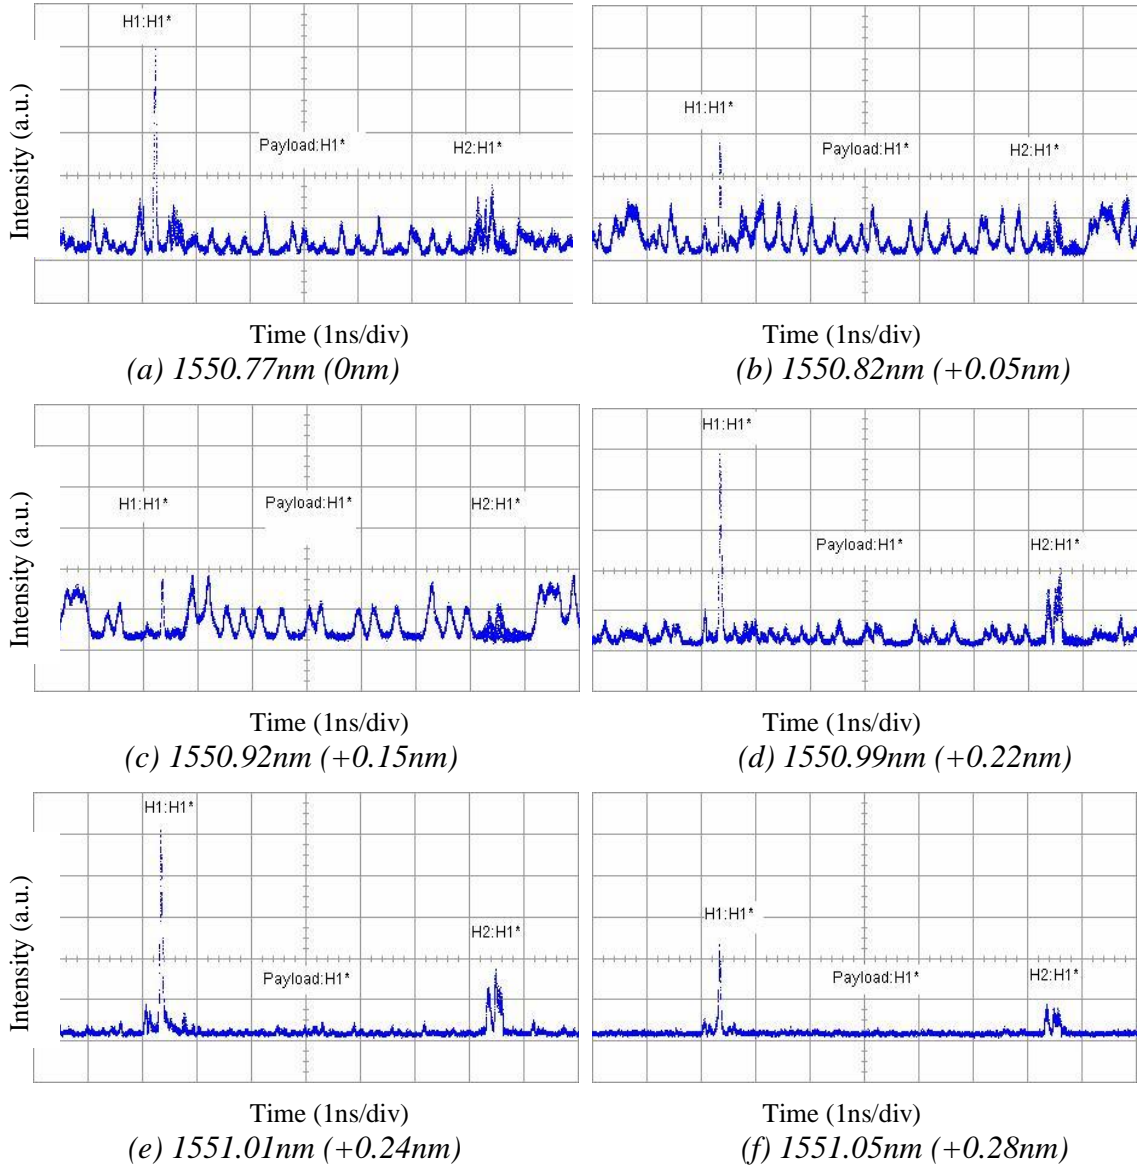 H1:H1*
Payload:H1*
H2:H1*
Intensity (a.u.)
Time (1ns/div)
(a) 1550.77nm (0nm)
H1:H1*
Payload:H1*
H2:H1*
Time (1ns/div)
(b) 1550.82nm (+0.05nm)
H1:H1*
Payload:H1*
H2:H1*
Intensity (a.u.)
Time (1ns/div)
(c) 1550.92nm (+0.15nm)
H1:H1*
Payload:H1*
H2:H1*
Time (1ns/div)
(d) 1550.99nm (+0.22nm)
H1:H1*
H2:H1*
Payload:H1*
Intensity (a.u.)
Time (1ns/div)
(e) 1551.01nm (+0.24nm)
H1:H1*
Payload:H1*
H2:H1*
Time (1ns/div)
(f) 1551.05nm (+0.28nm)